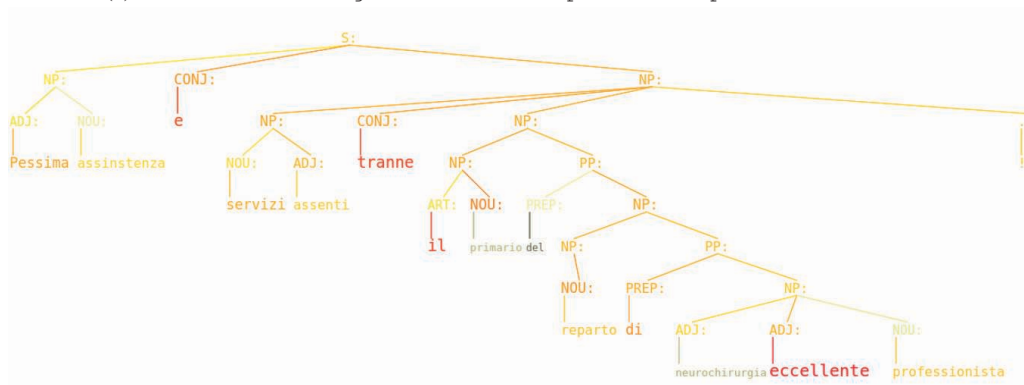 S:
NP: CONJ: NP:
ADJ: NOU: e NP: CONJ: NP: .
Pessima assinstenza NOU: ADJ: tranne NP: PP: !
servizi assenti ART: NOU: PREP: NP:
il primario del NP: PP:
NOU: PREP: NP:
reparto di ADJ: ADJ: NOU:
neurochirurgia eccellente professionista